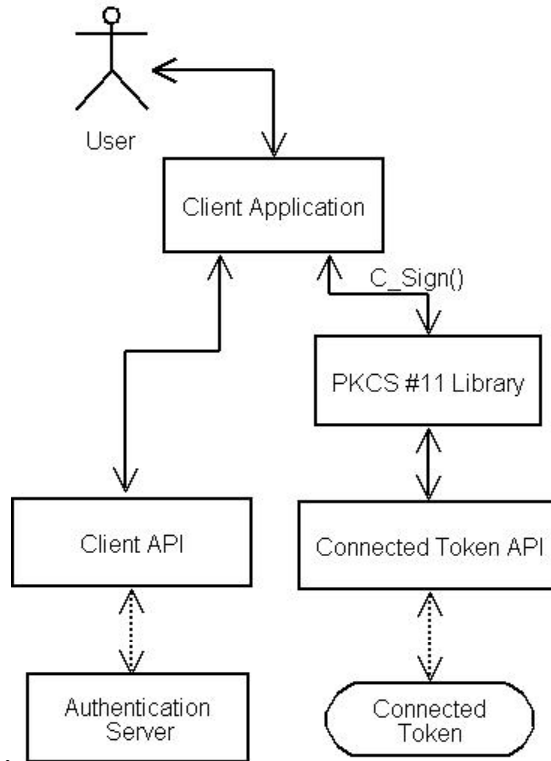 User
Client Application
C_Sign()
PKCS #11 Library
Client API
Connected Token API
Authentication
Server
Connected
Token